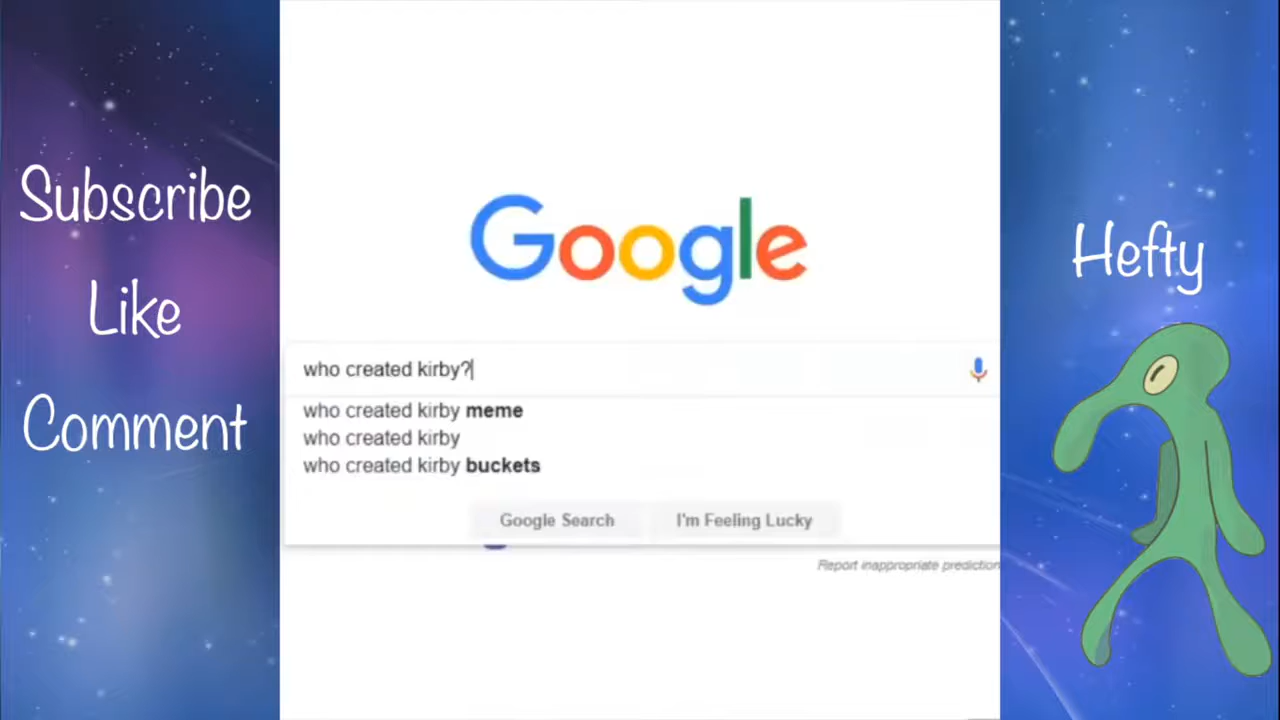 Subscribe
Like
Comment
Google
who created kirby?
who created kirby meme
who created kirby
who created kirby buckets
Google Search
I'm Feeling Lucky
Report inappropriate prediction
Hefty